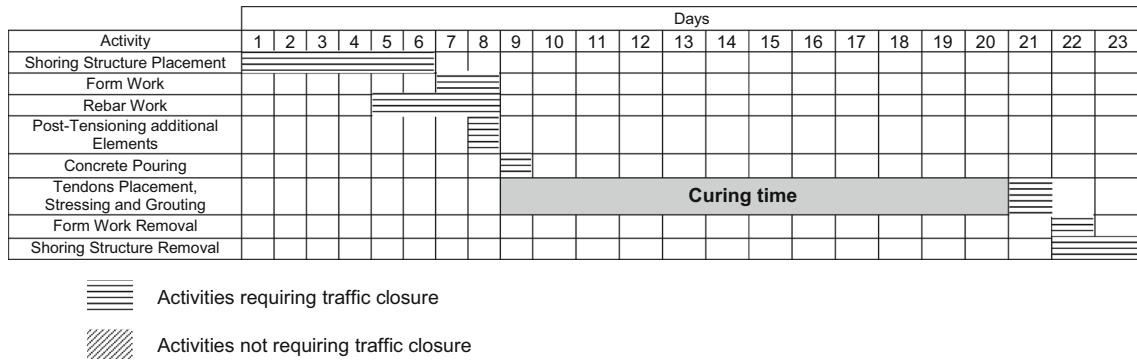 Days
Activity 1 2 3 4 5 6 7 8 9 10 11 12 13 14 15 16 17 18 19 20 21 22 23
Shoring Structure Placement
Form Work
Rebar Work
Post-Tensioning additional
Elements
Concrete Pouring
Tendons Placement,
Stressing and Grouting
Curing time
Form Work Removal
Shoring Structure Removal
Activities requiring traffic closure
Activities not requiring traffic closure